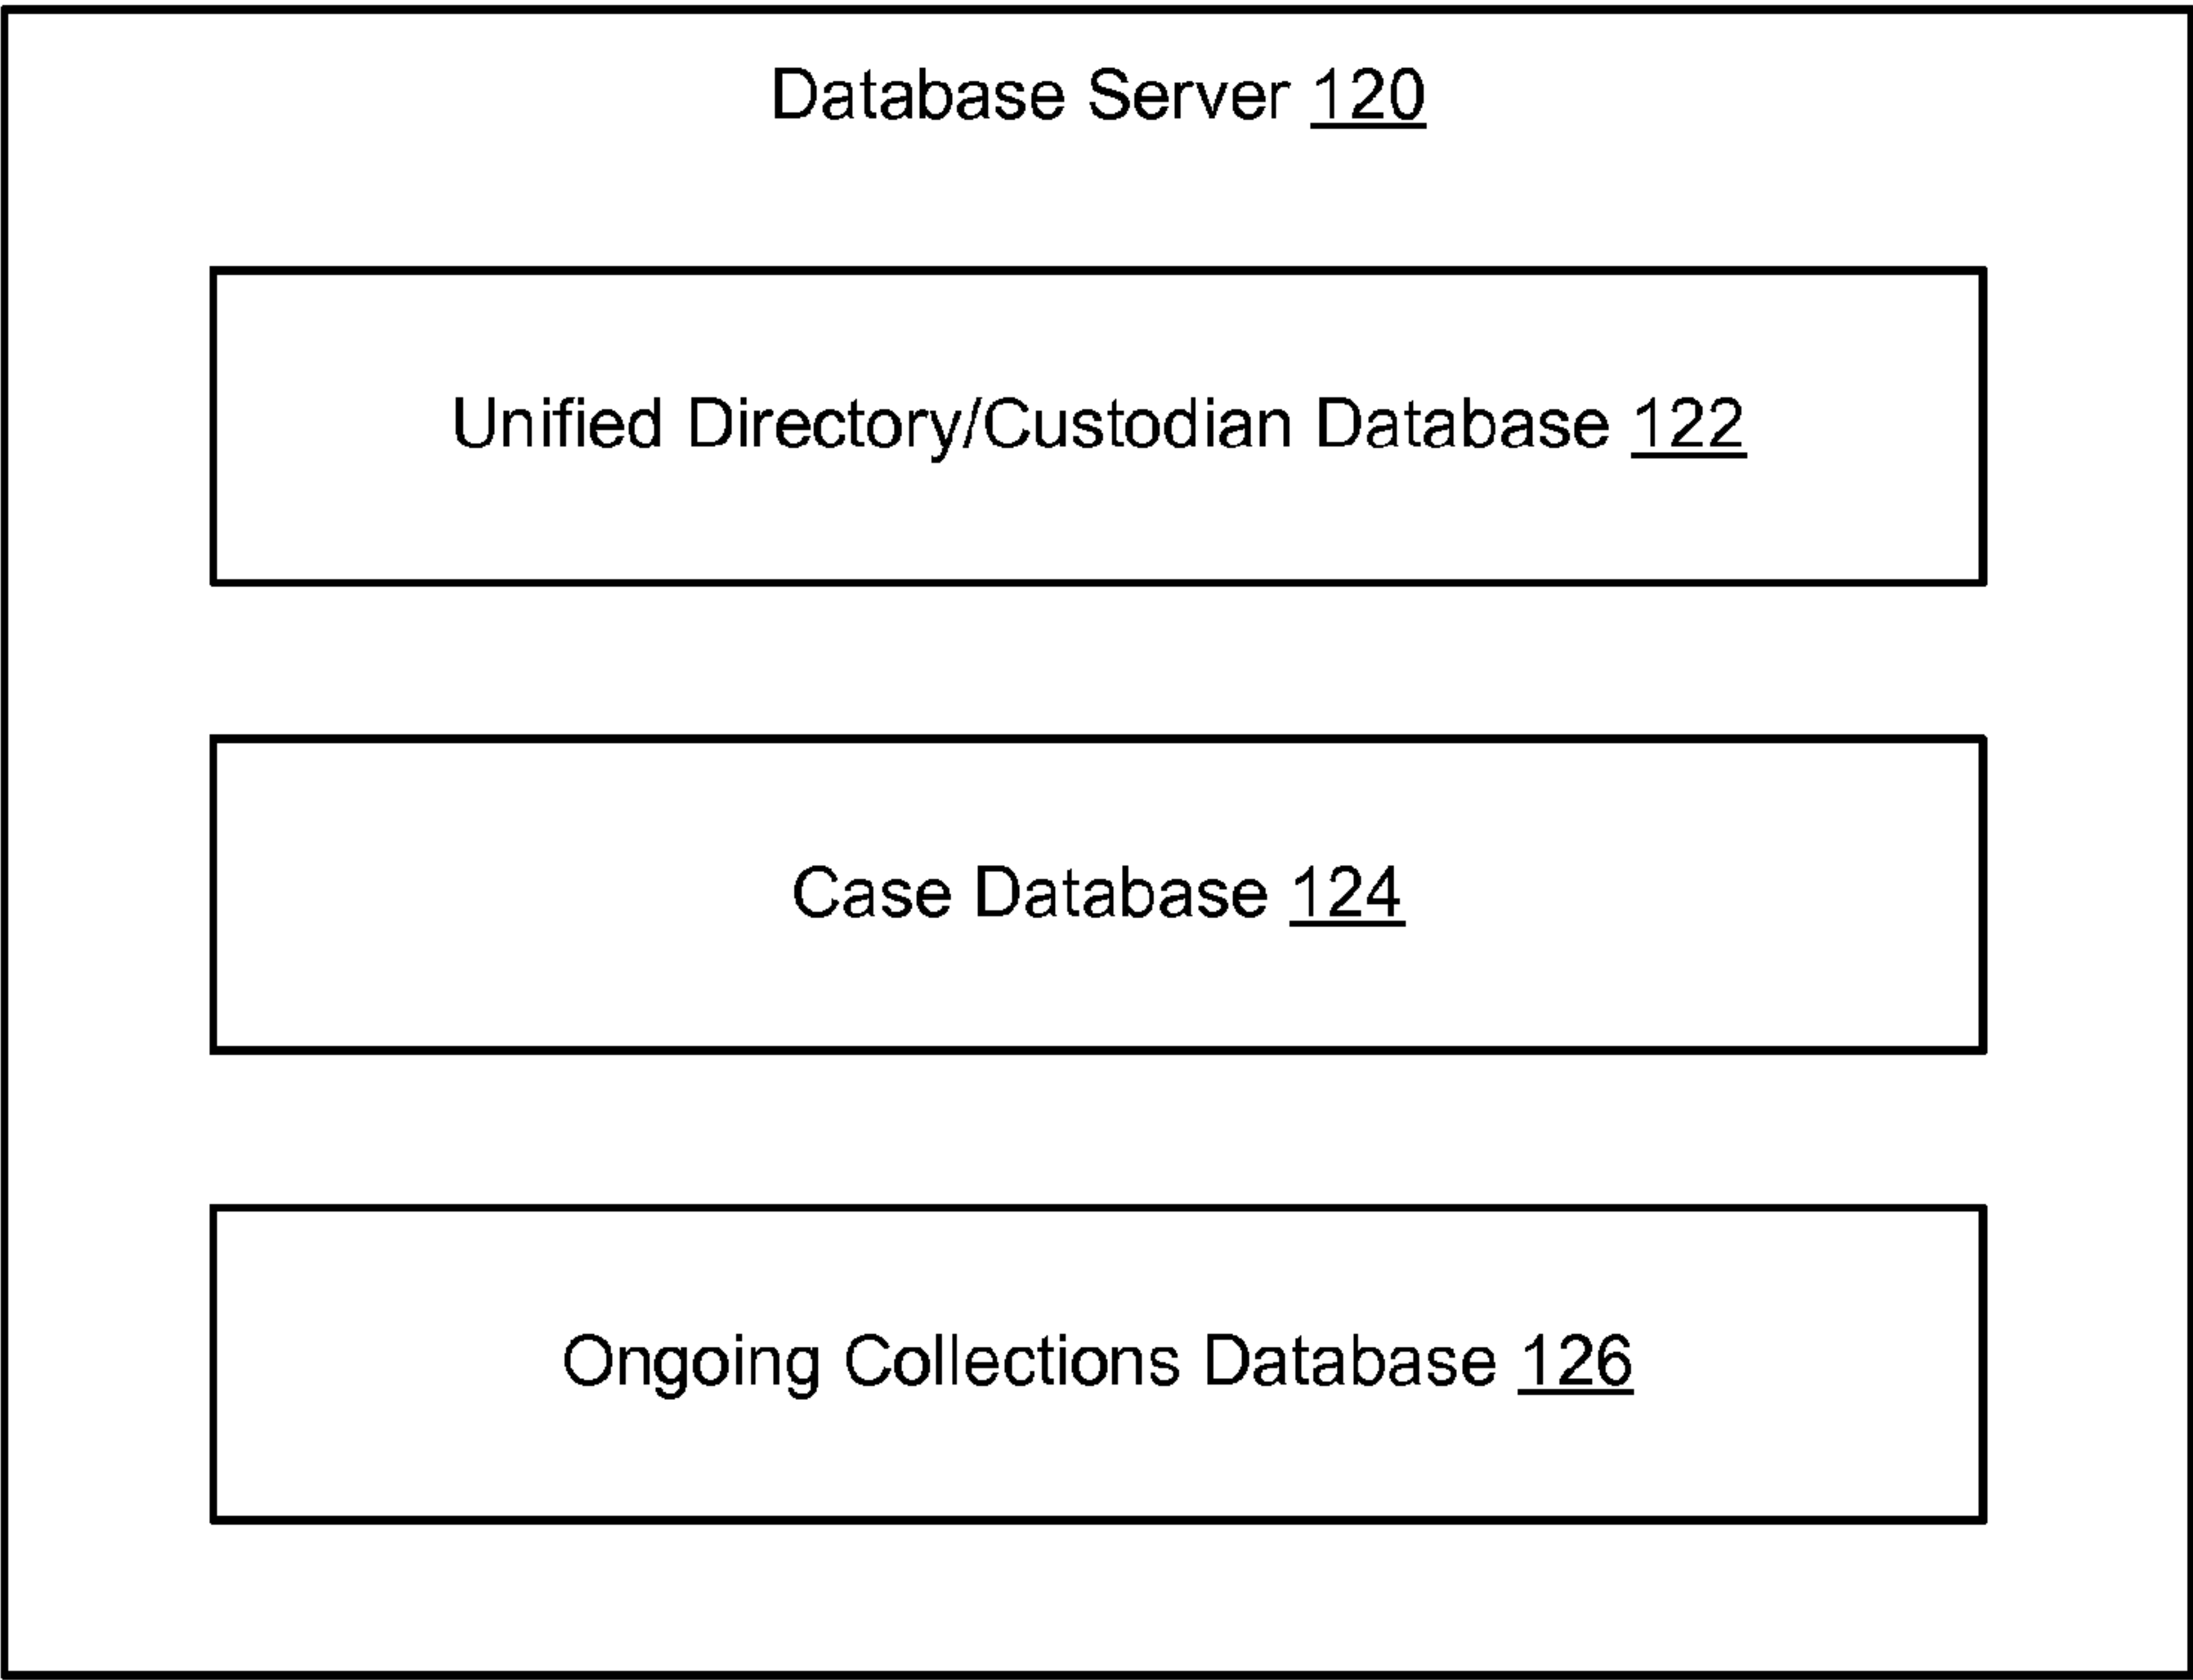 Database Server 120
Unified Directory/Custodian Database 122
Case Database 124
Ongoing Collections Database 126